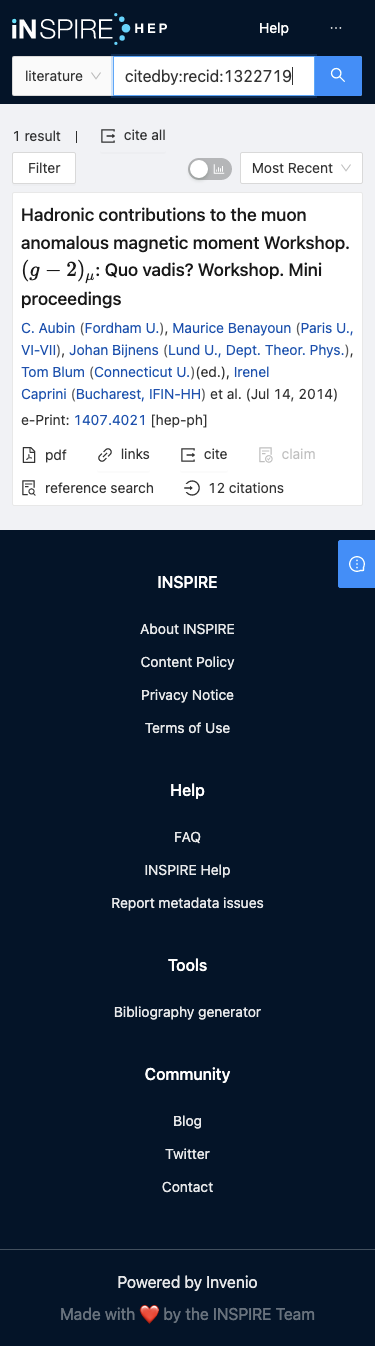 iNSPIRE HEP
Help
...
literature
citedby:recid:1322719
1 result | cite all
Filter
Most Recent
Hadronic contributions to the muon
anomalous magnetic moment Workshop.
(g − 2)μ: Quo vadis? Workshop. Mini
proceedings
C. Aubin (Fordham U.), Maurice Benayoun (Paris U.,
VI-VII), Johan Bijnens (Lund U., Dept. Theor. Phys.),
Tom Blum (Connecticut U.)(ed.), Irenel
Caprini (Bucharest, IFIN-HH) et al. (Jul 14, 2014)
e-Print: 1407.4021 [hep-ph]
pdf links cite claim
reference search 12 citations
INSPIRE
About INSPIRE
Content Policy
Privacy Notice
Terms of Use
Help
FAQ
INSPIRE Help
Report metadata issues
Tools
Bibliography generator
Community
Blog
Twitter
Contact
Powered by Invenio
Made with ❤️ by the INSPIRE Team